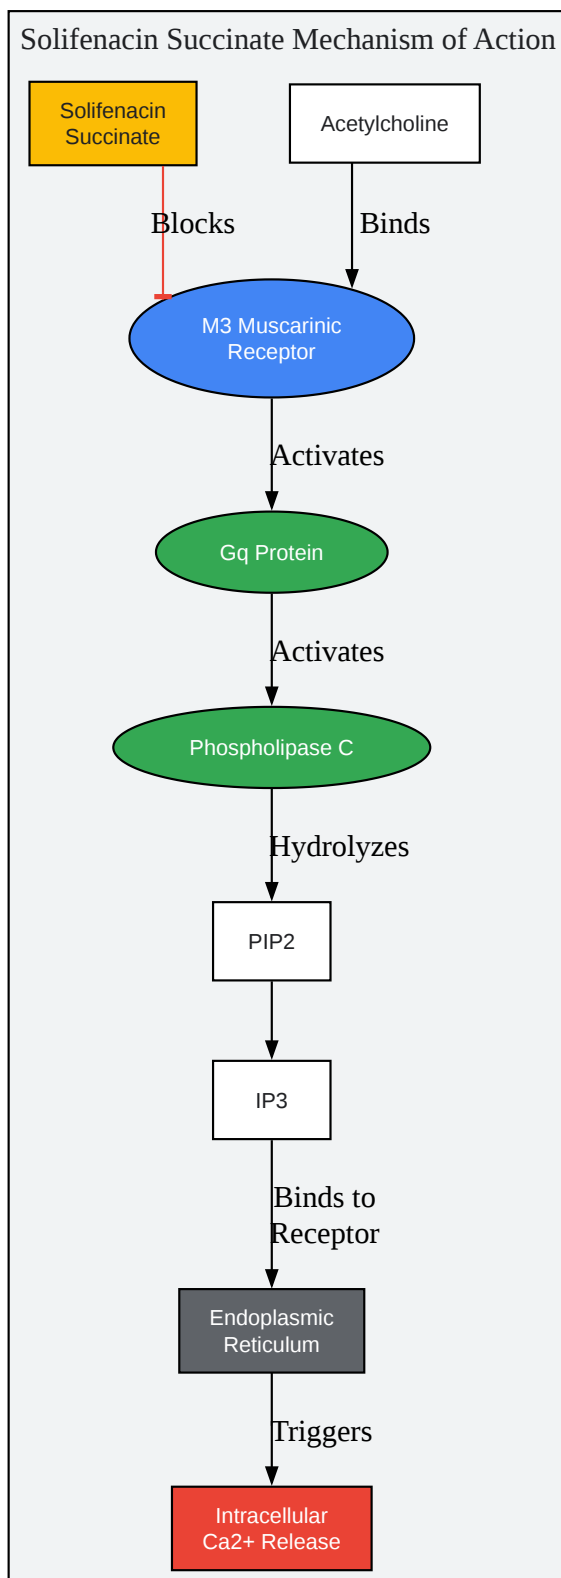 Solifenacin Succinate Mechanism of Action
Solifenacin
Succinate
Acetylcholine
Blocks
Binds
M3 Muscarinic
Receptor
Activates
Gq Protein
Activates
Phospholipase C
Hydrolyzes
PIP2
IP3
Binds to
Receptor
Endoplasmic
Reticulum
Triggers
Intracellular
Ca2+ Release